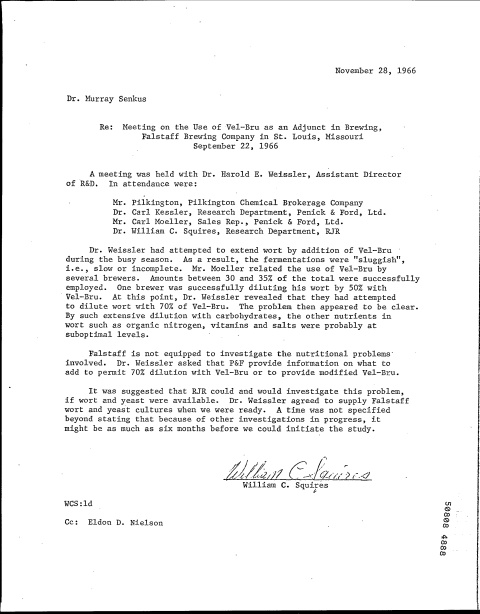 November 28, 1966
Dr. Murray Senkus
Re: Meeting on the Use of Vel-Bru as an Adjunct in Brewing,
Falstaff Brewing Company in St. Louis, Missouri
September 22, 1966
A meeting was held with Dr. Harold E. Weissler, Assistant Director
of R&D. In attendance were:
Mr. Pilkington, Pilkington Chemical Brokerage Company
Dr. Carl Kessler, Research Department, Penick & Ford, Ltd.
Mr. Carl Moeller, Sales Rep., Penick & Ford, Ltd.
Dr. William C. Squires, Research Department, RJR
Dr. Weissler had attempted to extend wort by addition of Vel-Bru
during the busy season. As a result, the fermentations were "sluggish",
i.e., slow or incomplete. Mr. Moeller related the use of Vel-Bru by
several brewers. Amounts between 30 and 35% of the total were successfully
employed. One brewer was successfully diluting his wort by 50% with
Vel-Bru. At this point, Dr. Weissler revealed that they had attempted
to dilute wort with 70% of Vel-Bru. The problem then appeared to be clear.
By such extensive dilution with carbohydrates, the other nutrients in
wort such as organic nitrogen, vitamins and salts were probably at
suboptimal levels.
Falstaff is not equipped to investigate the nutritional problems
involved. Dr. Weissler asked that P&F provide information on what to
add to permit 70% dilution with Vel-Bru or to provide modified Vel-Bru.
It was suggested that RJR could and would investigate this problem,
if wort and yeast were available. Dr. Weissler agreed to supply Falstaff
wort and yeast cultures when we were ready. A time was not specified
beyond stating that because of other investigations in progress, it
might be as much as six months before we could initiate the study.
William C Squires
William C. Squires
WCS:ld
Cc: Eldon D. Nielson
50808 4888